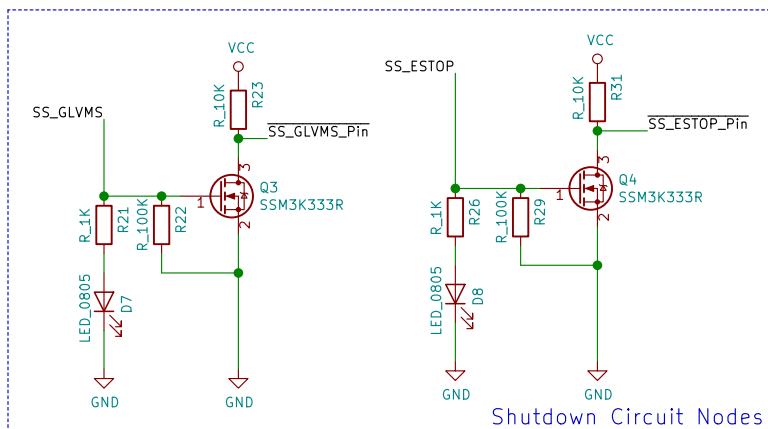 VCC
R_10K
R23
SS_GLVMS
SS_GLVMS_Pin
3
Q3
SSM3K333R
1
2
R_1K
R21
R_100K
R22
LED_0805
D7
GND
GND
VCC
SS_ESTOP
R_10K
R31
SS_ESTOP_Pin
3
Q4
SSM3K333R
1
2
R_1K
R26
R_100K
R29
LED_0805
D8
GND
GND
Shutdown Circuit Nodes